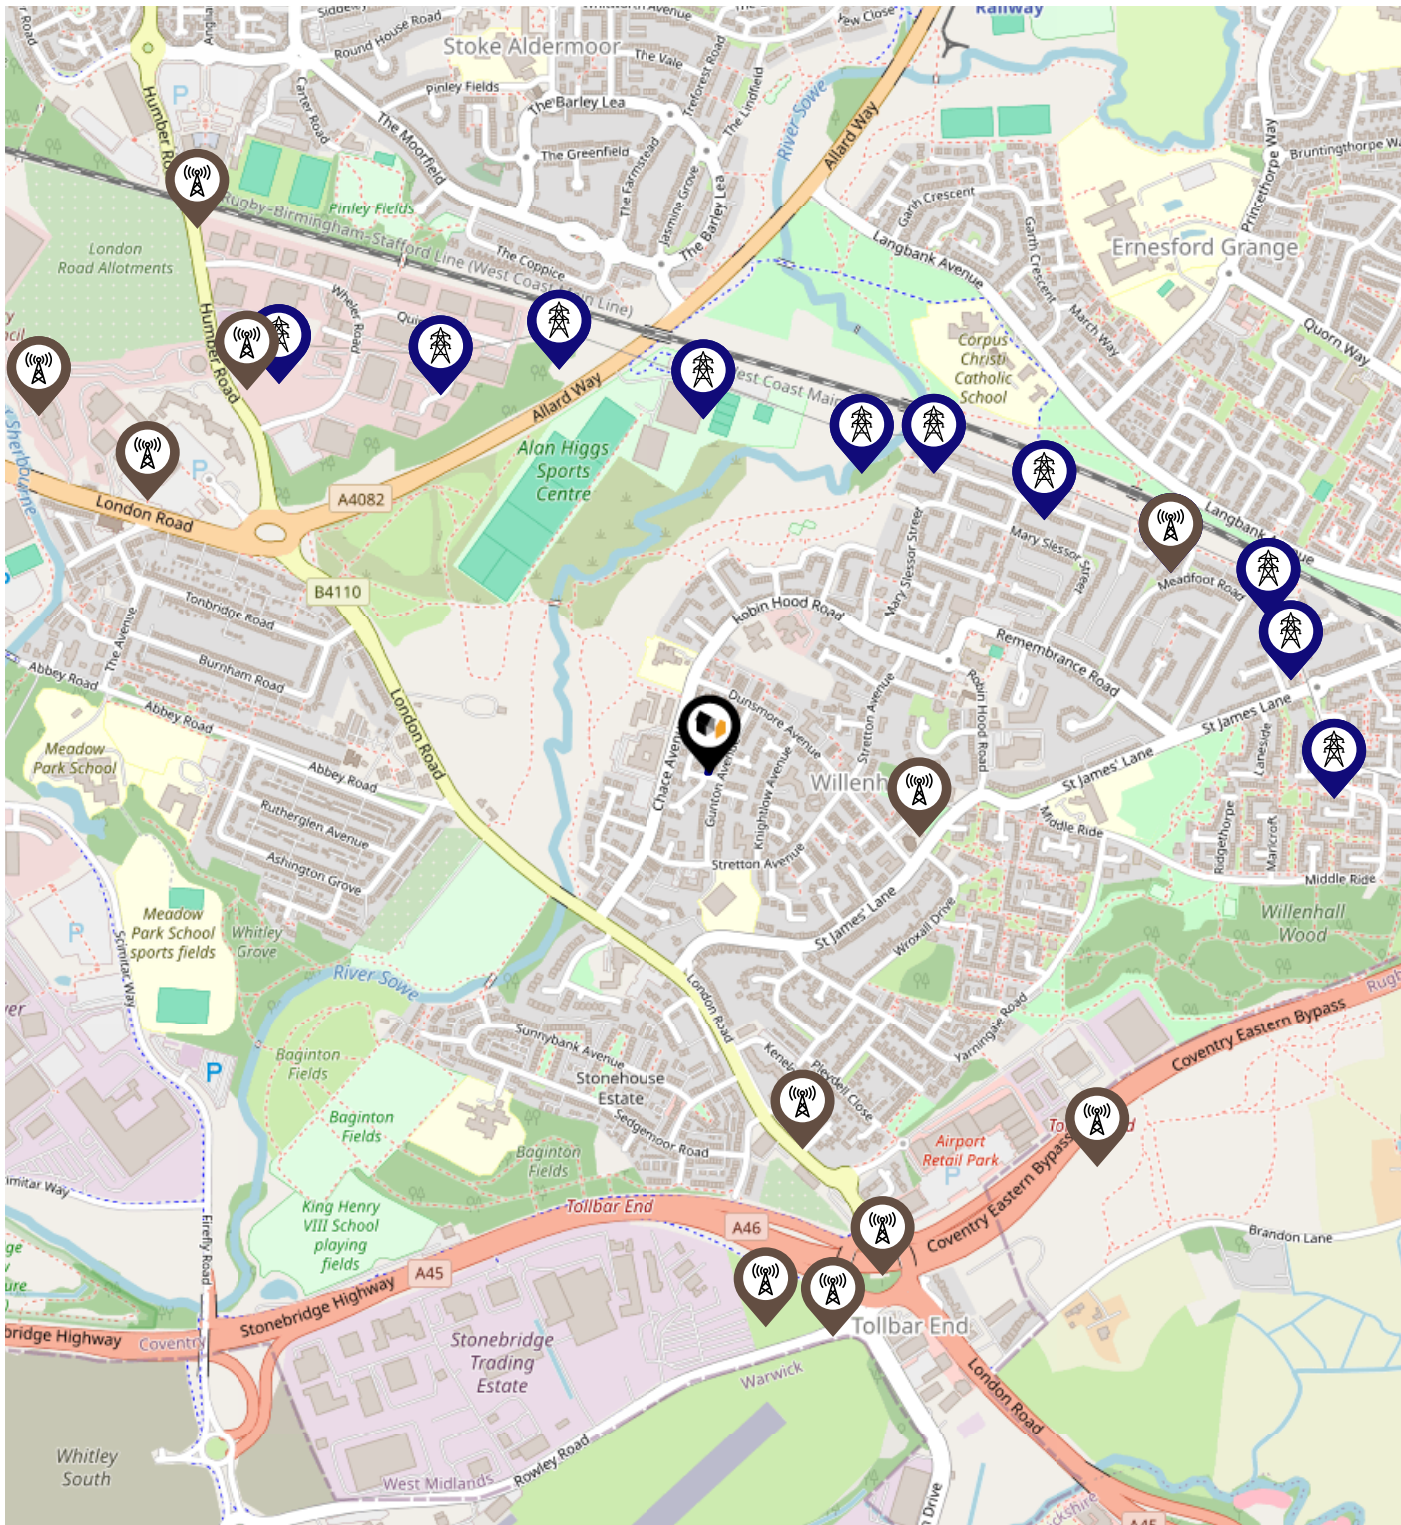 Stoke Aldermoor
Round House Road
Yew Close
Railway
The Vale
Treforest Road
The Lindfield
Pinley Fields
The Barley Lea
Carter Road
The Moorfield
The Greenfield
The Farmstead
Jasmine Grove
The Barley Lea
River Sowe
Allard Way
Humber Road
P
Pinley Fields
Rugby-Birmingham-Stafford Line (West Coast Main Line)
London
Road Allotments
The Coppice
Wheler Road
Humber Road
Garth Crescent
Garth Crescent
Langbank Avenue
March Way
Princethorpe Way
Ernesford Grange
Quorn Way
Corpus
Christi
Catholic
School
Allard Way
Alan Higgs
Sports
Centre
A4082
London Road
P
Sherbourne
B4110
Tonbridge Road
Burnham Road
The Avenue
Abbey Road
Abbey Road
Abbey Road
London Road
Meadow
Park School
Rutherglen Avenue
Ashington Grove
Langbank Avenue
Mary Slessor Street
Mary Slessor
Street
Meadfoot Road
Robin Hood Road
Remembrance Road
Robin Hood Road
Dunsmore Avenue
Stretton Avenue
Gunton Avenue
Knightlow Avenue
Stretton Avenue
St James Lane
St James' Lane
Laneside
Middle Ride
Ridgethorpe
Maricroft
Middle Ride
Willenhall
Wood
St James' Lane
Wroxall Drive
Yarningale Road
Meadow
Park School
sports fields
Whitley
Grove
Scimitar Way
P
River Sowe
London Road
P
Baginton
Fields
Baginton
Fields
Sunnybank Avenue
Stonehouse
Estate
Sedgemoor Road
Baginton
Fields
Pleydell Close
Coventry Eastern Bypass
Airport
Retail Park
P
Coventry Eastern Bypass
Brandon Lane
King Henry
VIII School
playing
fields
Tollbar End
A46
A45
Stonebridge Highway
Eirefly Road
Coventry
Stonebridge
Trading
Estate
Tollbar End
Warwick
London Road
Rowley Road
West Midlands
Whitley
South
A45